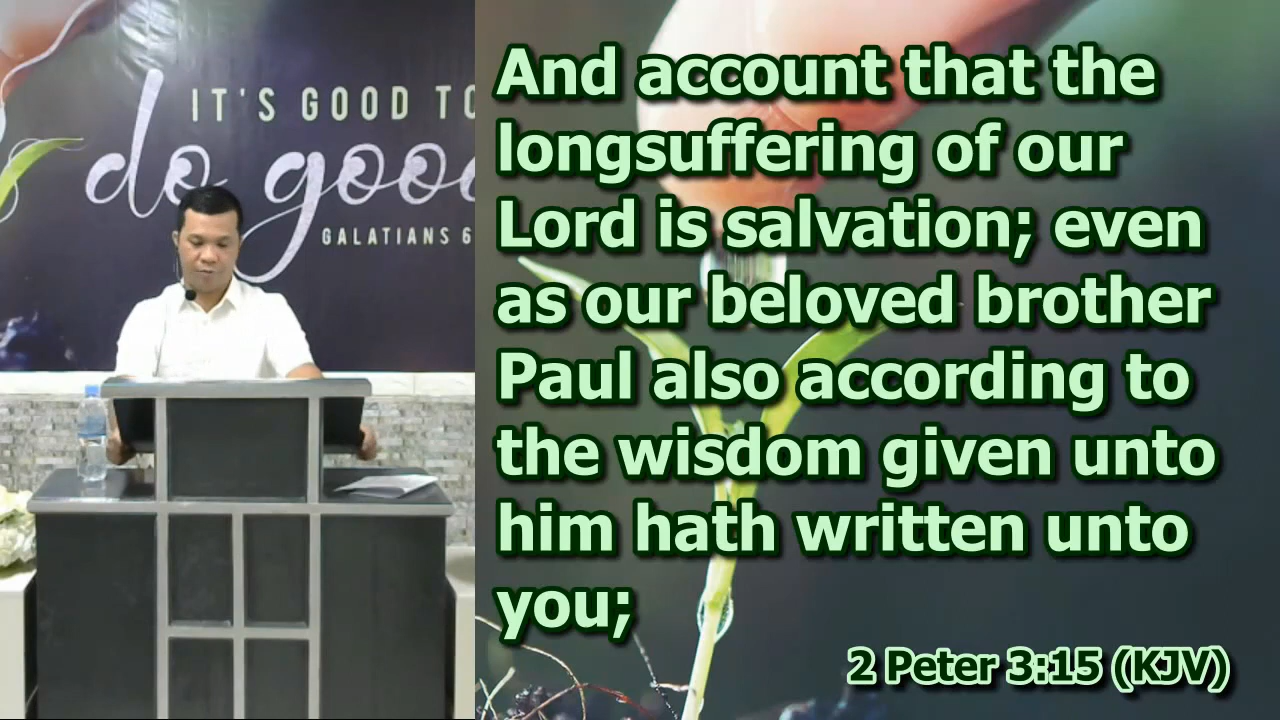 IT'S GOOD TO
do good
GALATIANS 6
And account that the
longsuffering of our
Lord is salvation; even
as our beloved brother
Paul also according to
the wisdom given unto
him hath written unto
you;
2 Peter 3:15 (KJV)